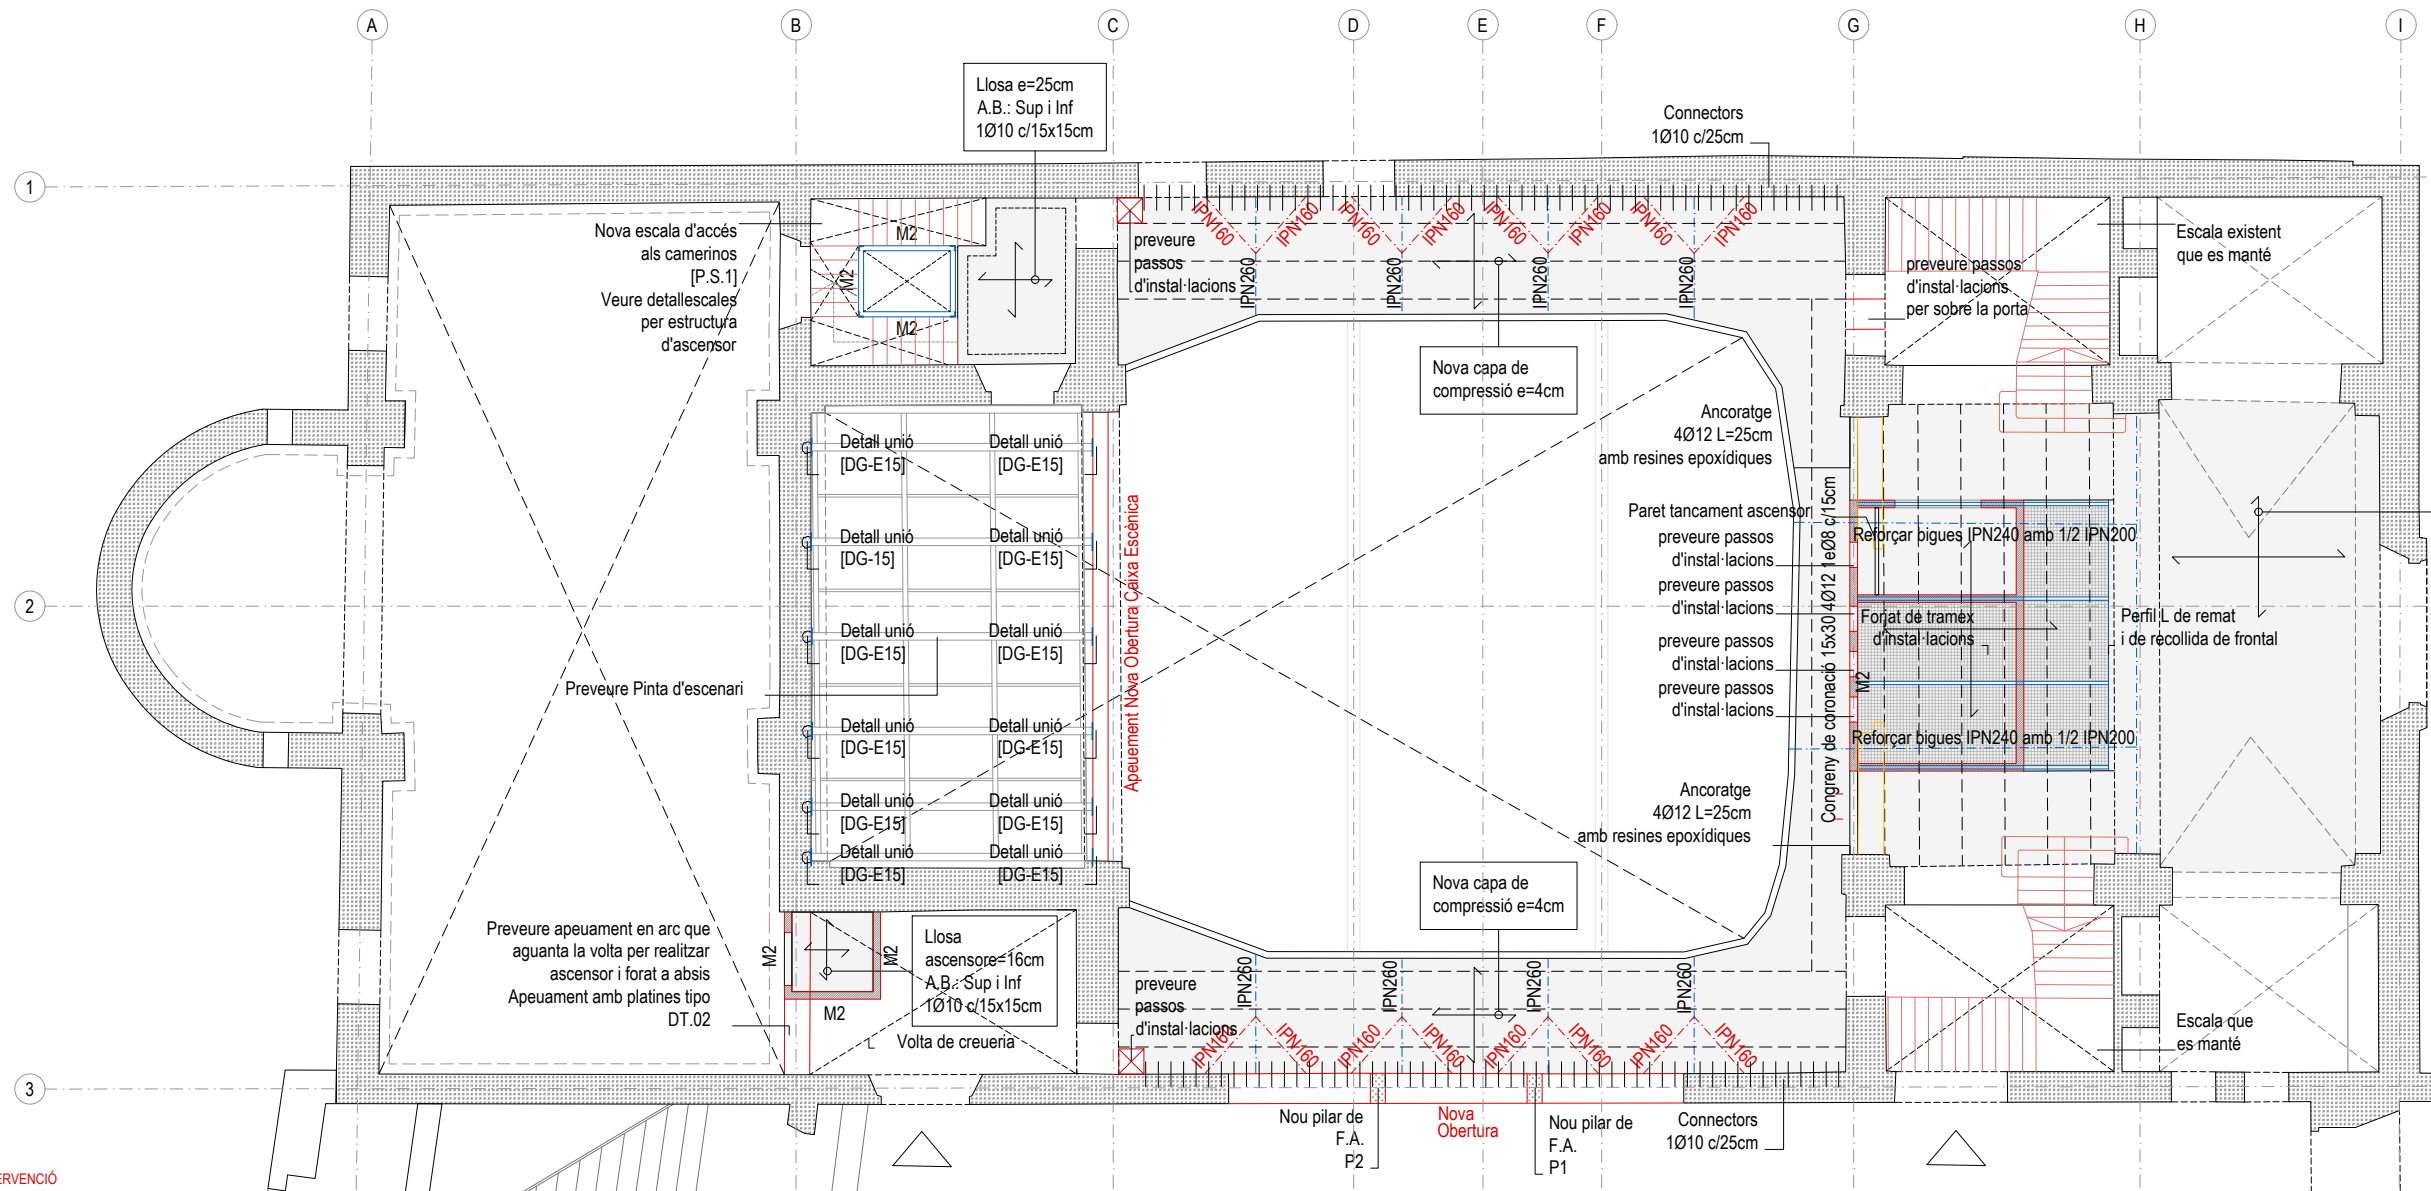 A
B
C
D
E
F
G
H
I
1
2
3
Llosa e=25cm
A.B.: Sup i Inf
1Ø10 c/15x15cm
Connectors
1Ø10 c/25cm
Nova escala d'accés
als camerinos
[P.S.1]
Veure detallescales
per estructura
d'ascensor
M2
M2
M2
preveure
passos
d'instal·lacions
IPN160
IPN160
IPN160
IPN160
IPN160
IPN160
IPN160
IPN160
IPN260
IPN260
IPN260
IPN260
preveure passos
d'instal·lacions
per sobre la porta
Escala existent
que es manté
Nova capa de
compressió e=4cm
Ancoratge
4Ø12 L=25cm
amb resines epoxídiques
Detall unió
[DG-E15]
Detall unió
[DG-E15]
Detall unió
[DG-15]
Detall unió
[DG-E15]
Detall unió
[DG-E15]
Detall unió
[DG-E15]
Detall unió
[DG-E15]
Detall unió
[DG-E15]
Detall unió
[DG-E15]
Detall unió
[DG-E15]
Detall unió
[DG-E15]
Detall unió
[DG-E15]
Preveure Pinta d'escenari
Apeuement Nova Obertura Caixa Escènica
Paret tancament ascensor
preveure passos
d'instal·lacions
preveure passos
d'instal·lacions
preveure passos
d'instal·lacions
preveure passos
d'instal·lacions
Congreny de coronació 15x30 4Ø12 1eØ8 c/15cm
Reforçar bigues IPN240 amb 1/2 IPN200
Forjat de tramex
d'instal·lacions
M2
Perfil L de remat
i de recollida de frontal
Reforçar bigues IPN240 amb 1/2 IPN200
Ancoratge
4Ø12 L=25cm
amb resines epoxídiques
Nova capa de
compressió e=4cm
Preveure apeuament en arc que
aguanta la volta per realitzar
ascensor i forat a absis
Apeuament amb platines tipo
DT.02
M2
M2
M2
Llosa
ascensore=16cm
A.B.: Sup i Inf
1Ø10 c/15x15cm
Volta de creueria
preveure
passos
d'instal·lacions
IPN260
IPN260
IPN260
IPN260
IPN160
IPN160
IPN160
IPN160
IPN160
IPN160
IPN160
IPN160
Escala que
es manté
Nou pilar de
F.A.
P2
Nova
Obertura
Nou pilar de
F.A.
P1
Connectors
1Ø10 c/25cm
ERVENCIÓ